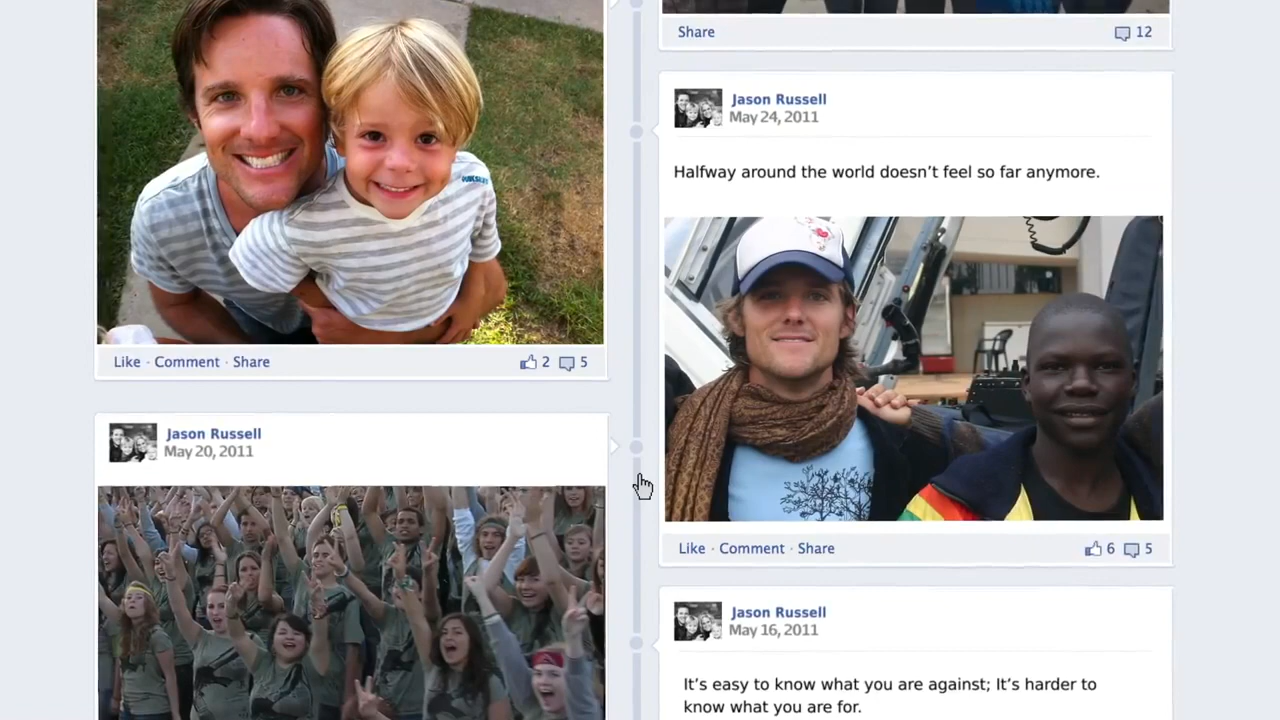 Like · Comment · Share
2
5
Jason Russell
May 20, 2011
Share
12
Jason Russell
May 24, 2011
Halfway around the world doesn’t feel so far anymore.
Like · Comment · Share
6
5
Jason Russell
May 16, 2011
It’s easy to know what you are against; It’s harder to
know what you are for.